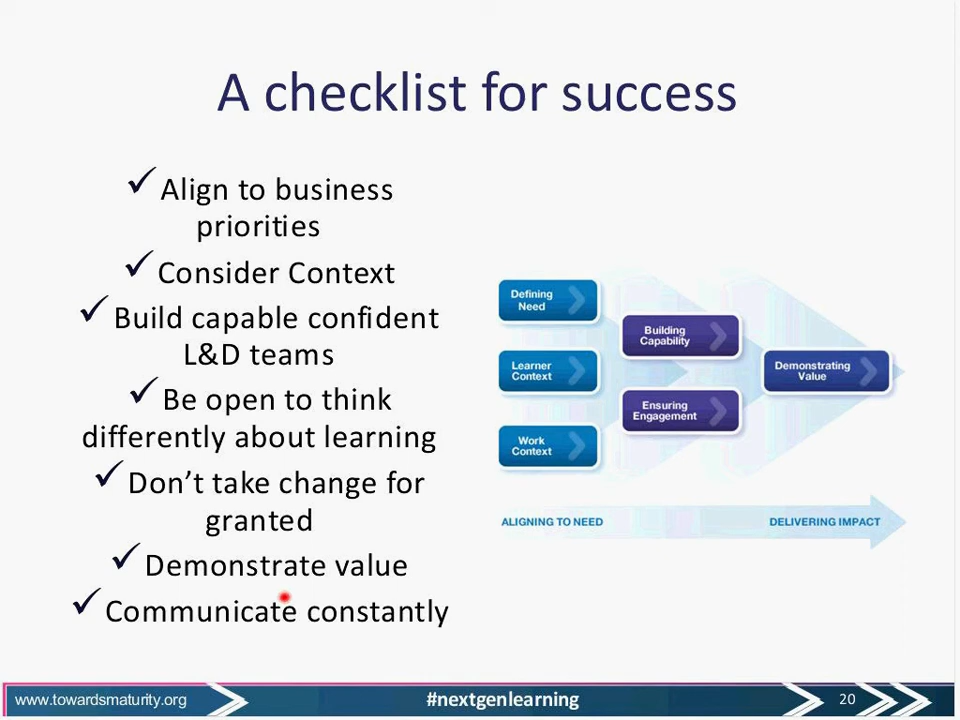 A checklist for success
✓Align to business
priorities
✓Consider Context
✓Build capable confident
L&D teams
✓Be open to think
differently about learning
✓Don’t take change for
granted
✓Demonstrate value
✓Communicate constantly
Defining
Need
Learner
Context
Work
Context
Building
Capability
Ensuring
Engagement
Demonstrating
Value
ALIGNING TO NEED
DELIVERING IMPACT
www.towardsmaturity.org
#nextgenlearning
20